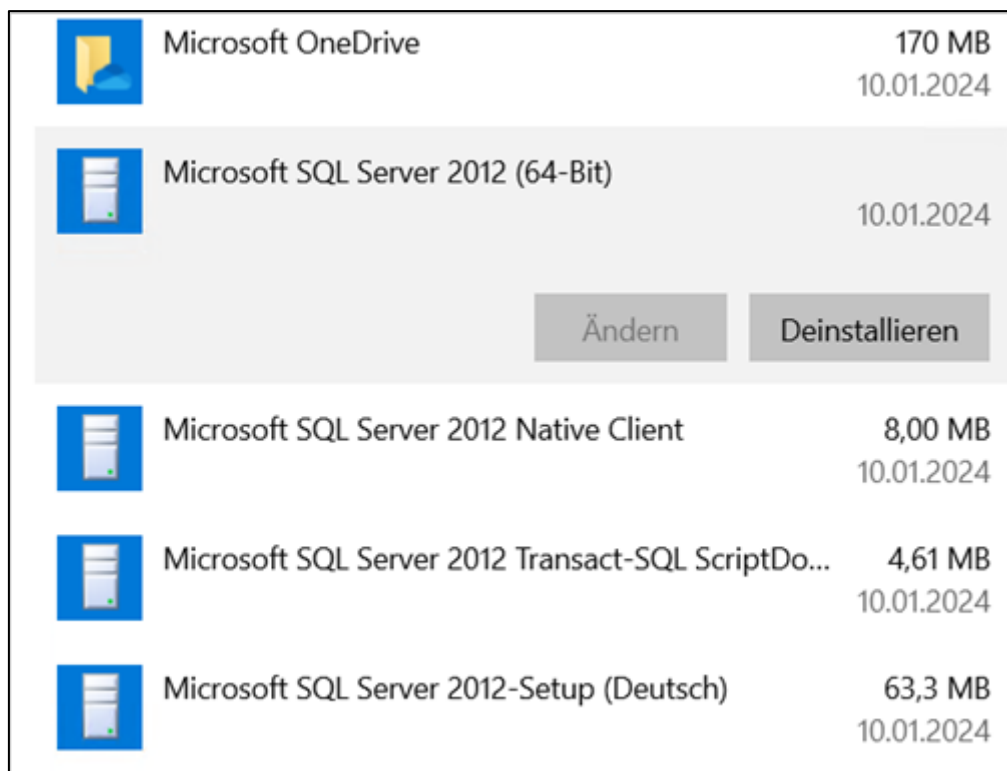 Microsoft OneDrive 170 MB
10.01.2024
Microsoft SQL Server 2012 (64-Bit)
10.01.2024
Ändern Deinstallieren
Microsoft SQL Server 2012 Native Client 8,00 MB
10.01.2024
Microsoft SQL Server 2012 Transact-SQL ScriptDo... 4,61 MB
10.01.2024
Microsoft SQL Server 2012-Setup (Deutsch) 63,3 MB
10.01.2024